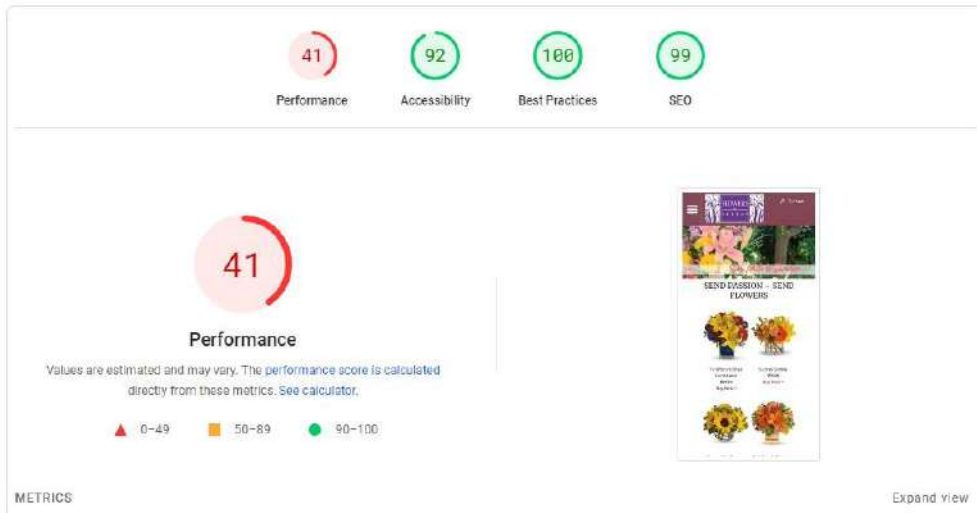 41
92
100
99
Performance
Accessibility
Best Practices
SEO
41
Performance
Values are estimated and may vary. The performance score is calculated
directly from these metrics. See calculator.
0–49
50–89
90–100
FLOWERS
SEND PASSION – SEND
FLOWERS
METRICS
Expand view